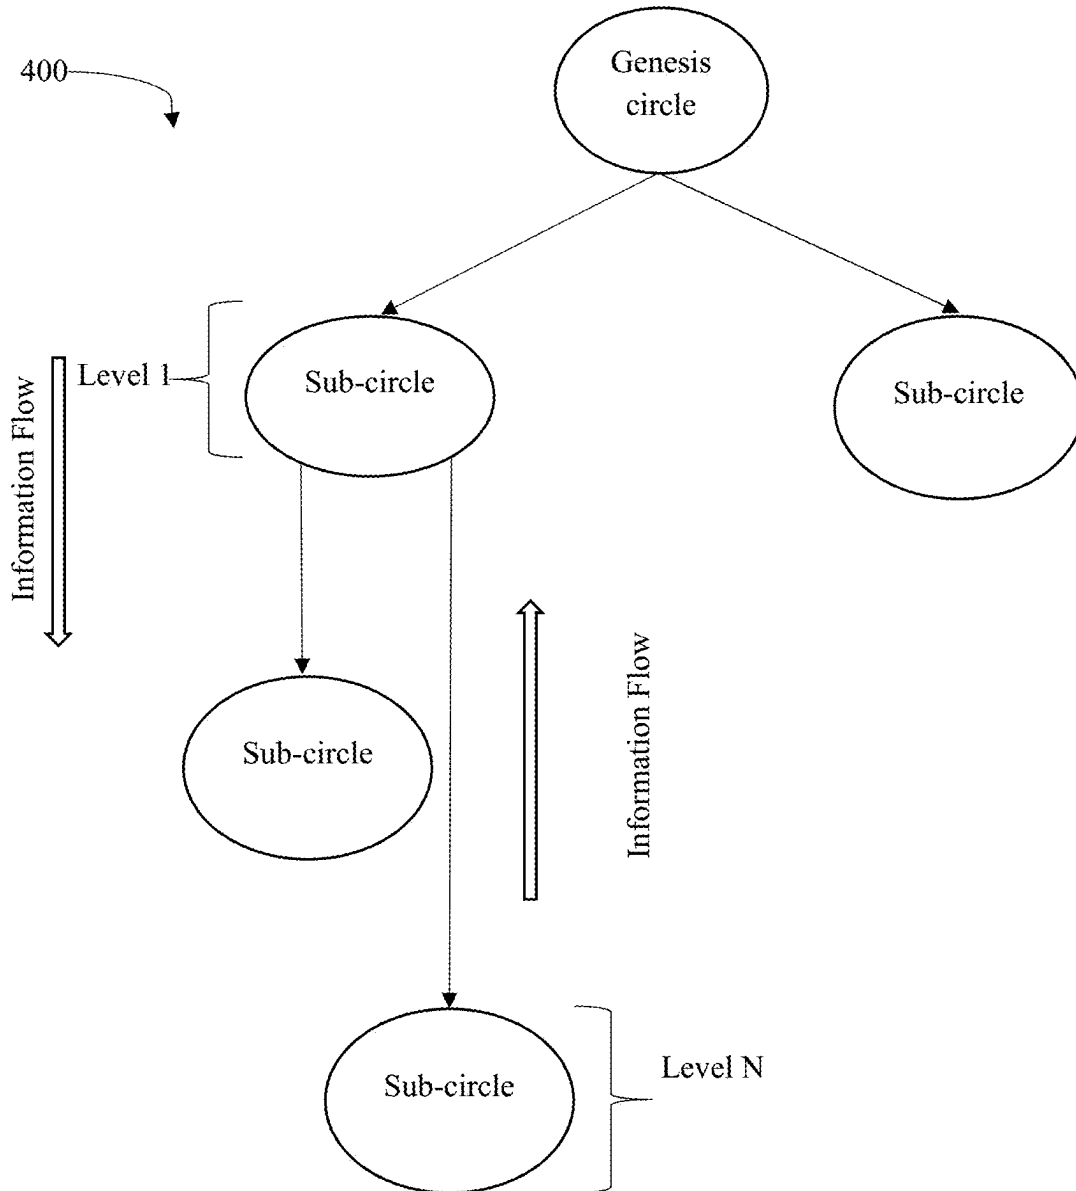 400
Genesis
circle
Level 1
Sub-circle
Sub-circle
Information Flow
Sub-circle
Information Flow
Sub-circle
Level N